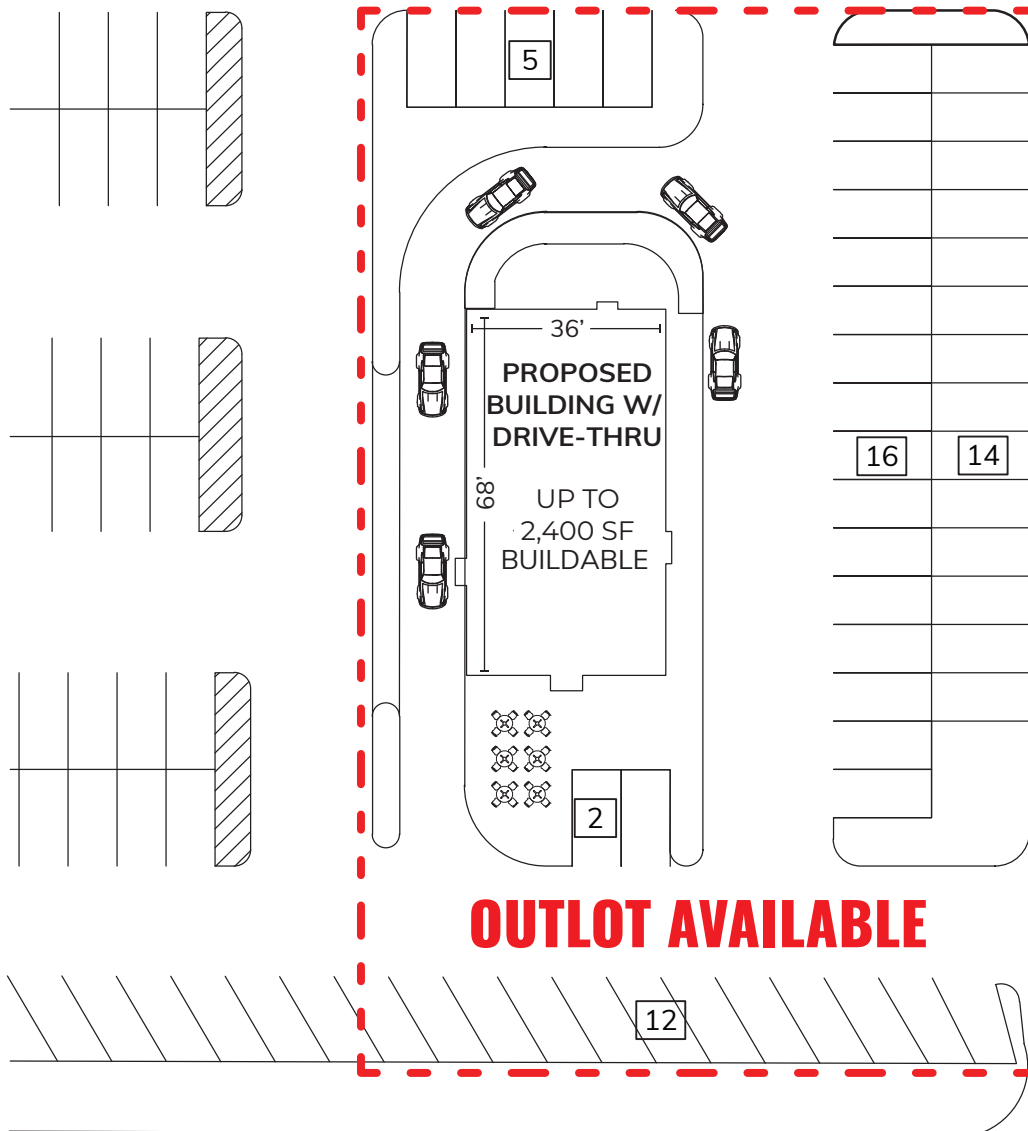 5
36’
PROPOSED
BUILDING W/
DRIVE-THRU
68’
UP TO
2,400 SF
BUILDABLE
16
14
2
OUTLOT AVAILABLE
12